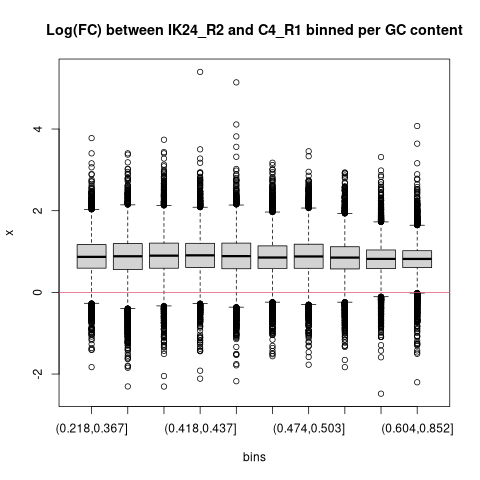 Log(FC) between IK24_R2 and C4_R1 binned per GC content
4
2
x
0
-2
(0.218,0.367] (0.418,0.437] (0.474,0.503] (0.604,0.852]
bins